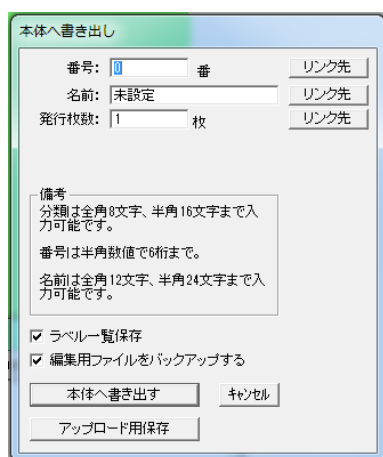 本体へ書き出し
番号: 0 番 リンク先
名前: 未設定 リンク先
発行枚数: 1 枚 リンク先
備考
分類は全角8文字、半角16文字まで入
力可能です。
番号は半角数値で6桁まで。
名前は全角12文字、半角24文字まで入
力可能です。
ラベル一覧保存
編集用ファイルをバックアップする
本体へ書き出す キャンセル
アップロード用保存